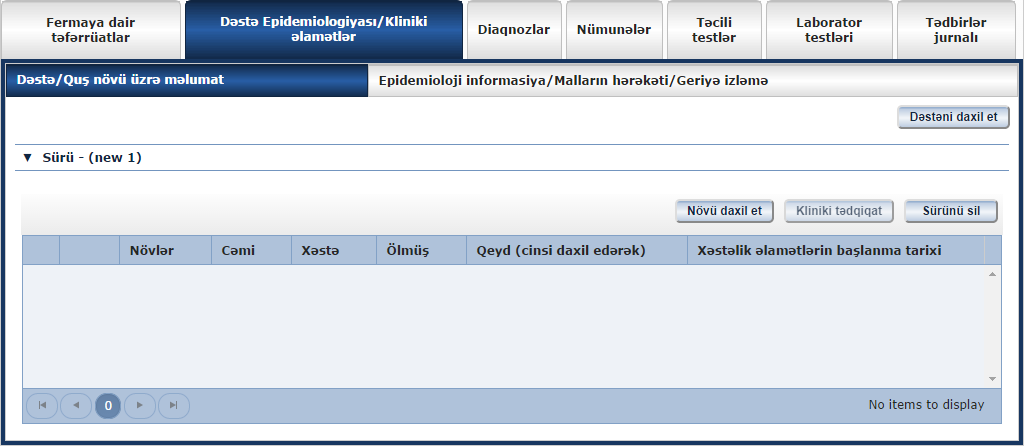 Fermaya dair
təfərrüatlar
Dəstə Epidemiologiyası/Kliniki
əlamətlər
Diaqnozlar
Nümunələr
Təcili
testlər
Laborator
testləri
Tədbirlər
jurnalı
Dəstə/Quş növü üzrə məlumat
Epidemioloji informasiya/Malların hərəkəti/Geriyə izləmə
Dəstəni daxil et
▼ Sürü - (new 1)
Növü daxil et
Kliniki tədqiqat
Sürünü sil
Növlər
Cəmi
Xəstə
Ölmüş
Qeyd (cinsi daxil edərək)
Xəstəlik əlamətlərin başlanma tarixi
0
No items to display